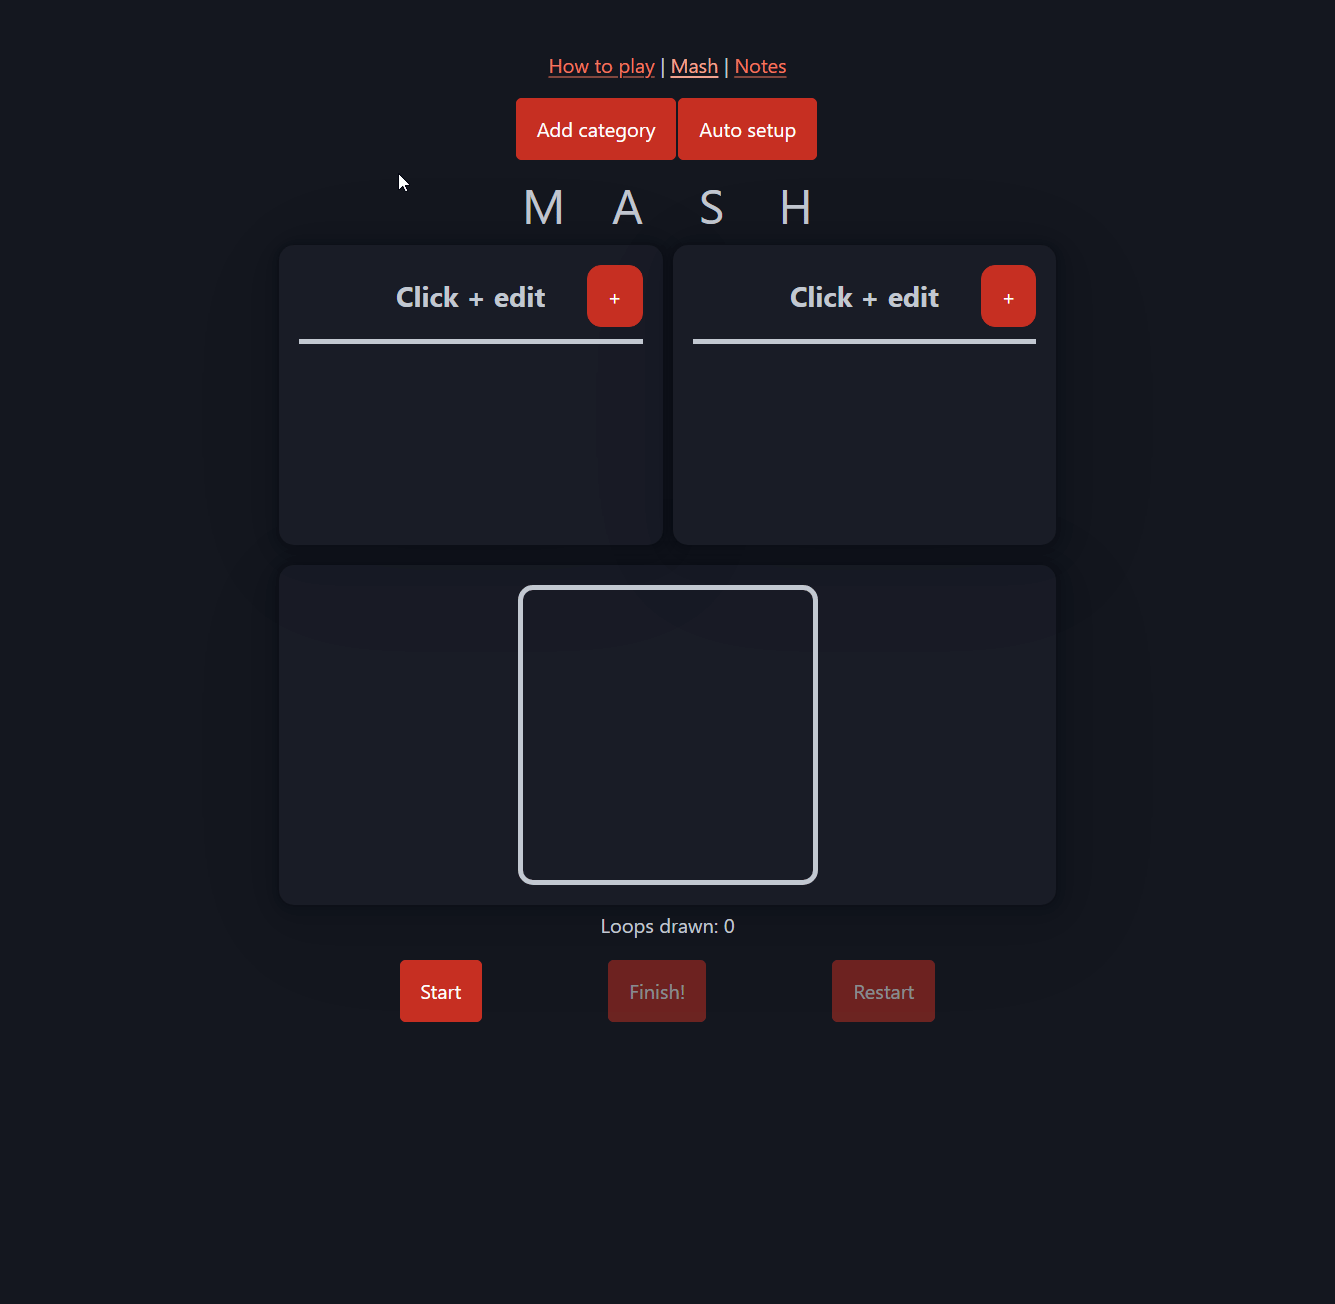 How to play | Mash | Notes
Add category Auto setup
M A S H
Click + edit + Click + edit +
Loops drawn: 0
Start Finish! Restart